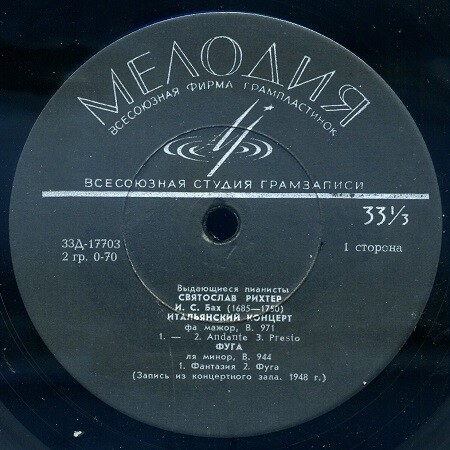 МЕЛОДИЯ
ВСЕСОЮЗНАЯ ФИРМА ГРАМПЛАСТИНОК
ВСЕСОЮЗНАЯ СТУДИЯ ГРАМЗАПИСИ
33⅓
33Д-17703
2 гр. 0-70
1 сторона
Выдающиеся пианисты
СВЯТОСЛАВ РИХТЕР
И. С. Бах (1685—1750)
ИТАЛЬЯНСКИЙ КОНЦЕРТ
фа мажор, В. 971
1. — 2. Andante 3. Presto
ФУГА
ля минор, В. 944
1. Фантазия 2. Фуга
(Запись из концертного зала. 1948 г.)